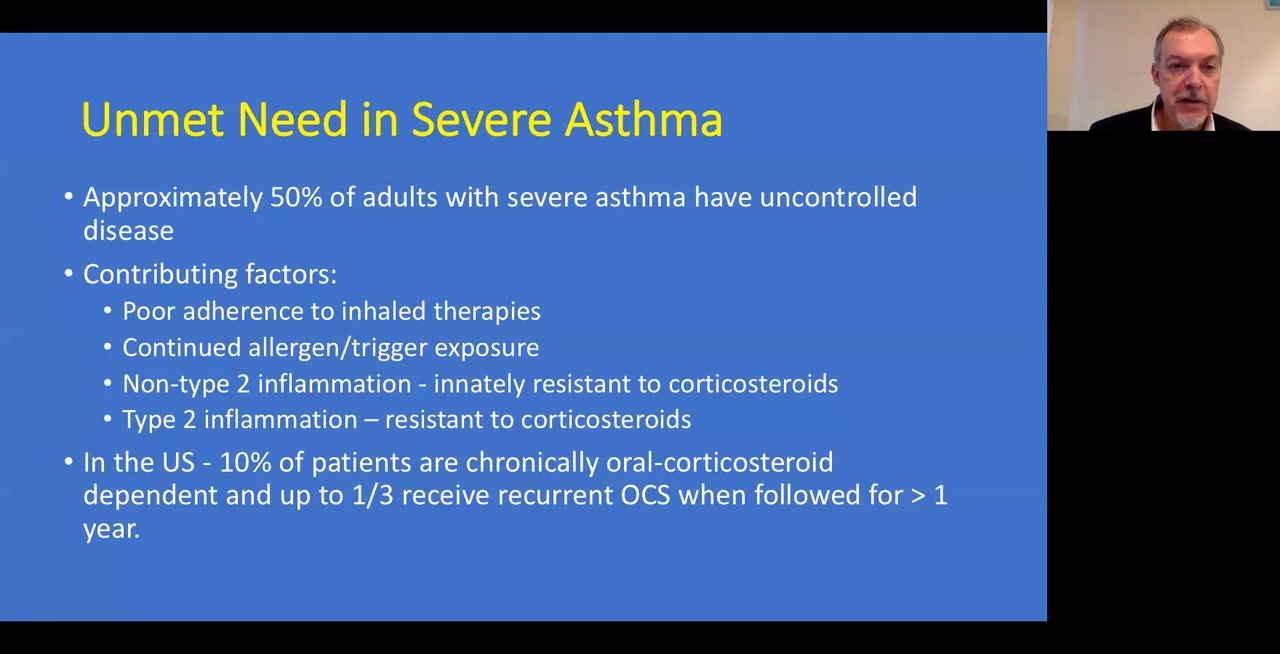 Unmet Need in Severe Asthma
• Approximately 50% of adults with severe asthma have uncontrolled
disease
• Contributing factors:
• Poor adherence to inhaled therapies
• Continued allergen/trigger exposure
• Non-type 2 inflammation - innately resistant to corticosteroids
• Type 2 inflammation – resistant to corticosteroids
• In the US - 10% of patients are chronically oral-corticosteroid
dependent and up to 1/3 receive recurrent OCS when followed for > 1
year.